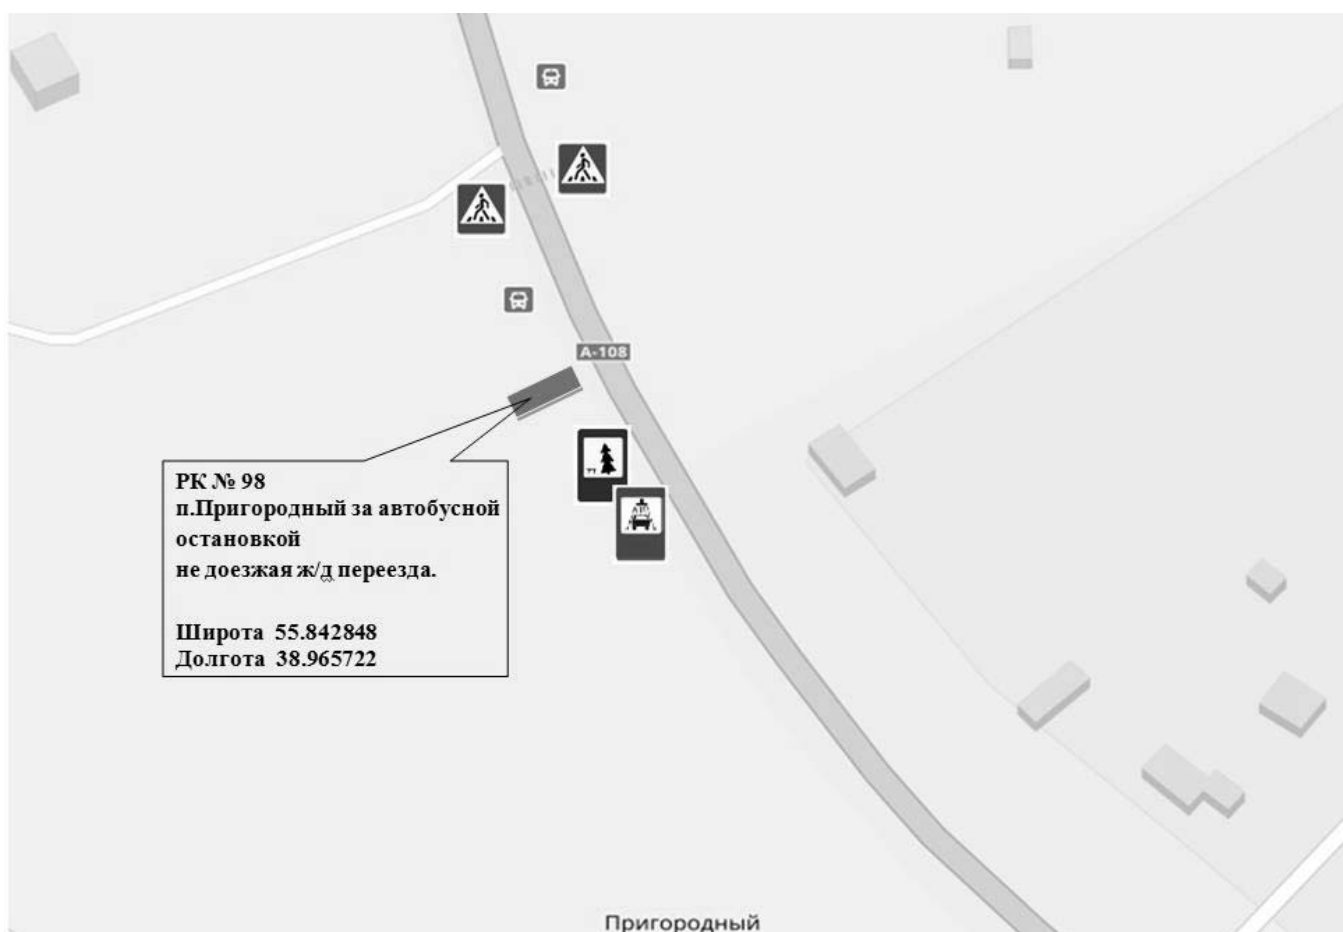 А-108
РК № 98
п.Пригородный за автобусной
остановкой
не доезжая ж/д переезда.
Широта 55.842848
Долгота 38.965722
Пригородный